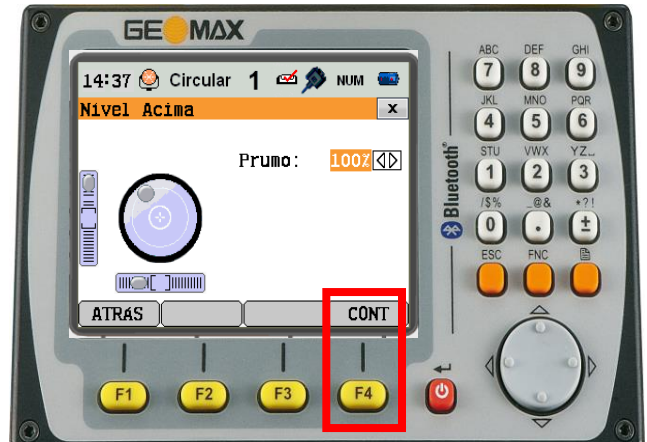 GEOMAX
14:37 Circular 1 NUM
Nivel Acima x
Prumo: 100%
ATRÁS CONT
F1 F2 F3 F4
Bluetooth®
ABC DEF GHI
7 8 9
JKL MNO PQR
4 5 6
STU VWX YZ_
1 2 3
/$% _@& *?!
0 . ±
ESC FNC